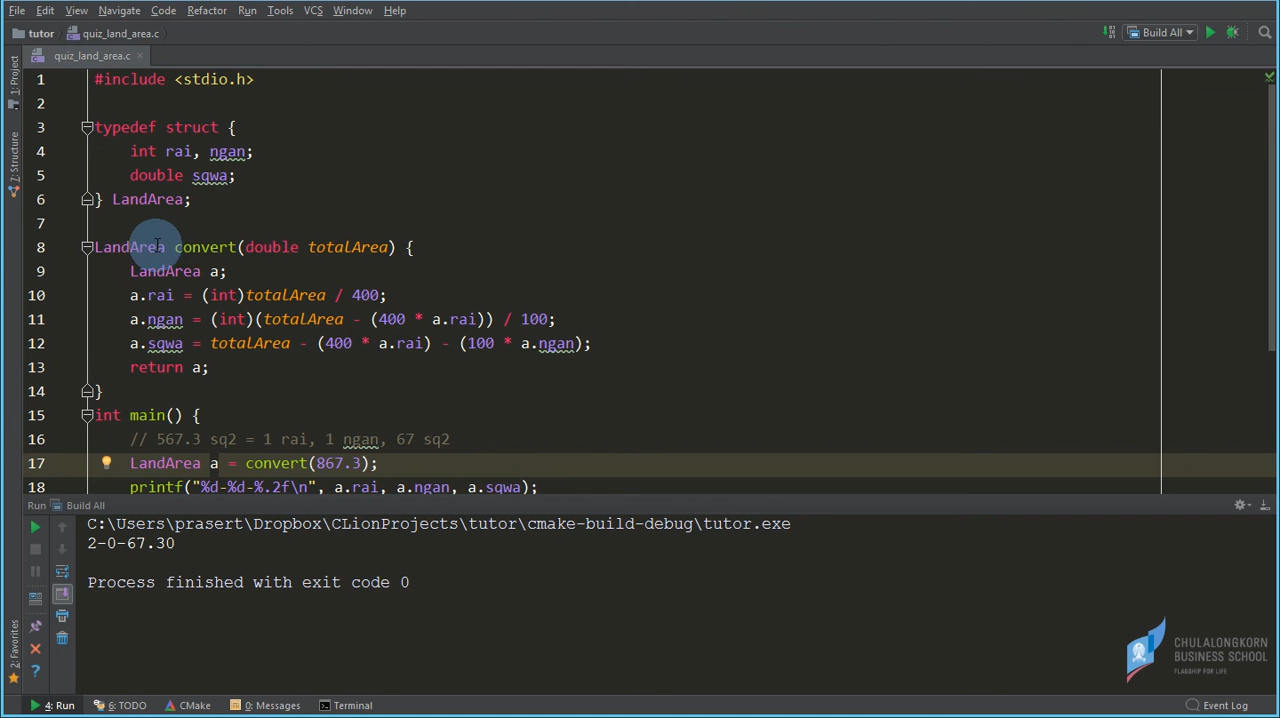 File Edit View Navigate Code Refactor Run Tools VCS Window Help
tutor quiz_land_area.c Build All
quiz_land_area.c
1: Project
7: Structure
2: Favorites
1 #include <stdio.h>
2
3 typedef struct {
4 int rai, ngan;
5 double sqwa;
6 } LandArea;
7
8 LandArea convert(double totalArea) {
9 LandArea a;
10 a.rai = (int)totalArea / 400;
11 a.ngan = (int)(totalArea - (400 * a.rai)) / 100;
12 a.sqwa = totalArea - (400 * a.rai) - (100 * a.ngan);
13 return a;
14 }
15 int main() {
16 // 567.3 sq2 = 1 rai, 1 ngan, 67 sq2
17 LandArea a = convert(867.3);
18 printf("%d-%d-%.2f\n", a.rai, a.ngan, a.sqwa);
Run Build All
C:\Users\prasert\Dropbox\CLionProjects\tutor\cmake-build-debug\tutor.exe
2-0-67.30
Process finished with exit code 0
CHULALONGKORN
BUSINESS SCHOOL
FLAGSHIP FOR LIFE
4: Run 6: TODO CMake 0: Messages Terminal Event Log